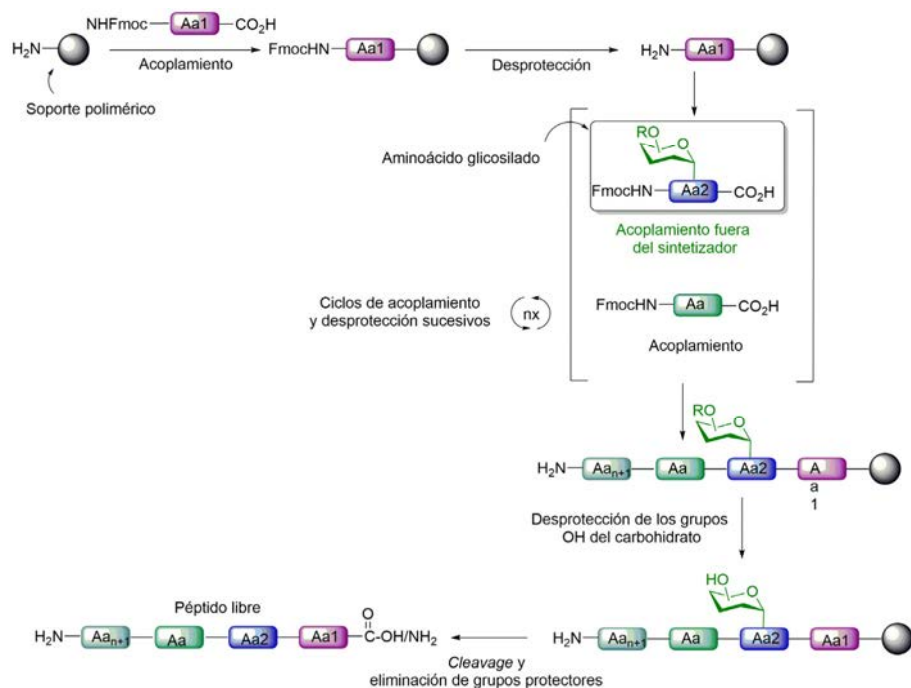 NHFmoc Aa1 CO2H
H2N
Acoplamiento
FmocHN Aa1
Desprotección
H2N Aa1
Soporte polimérico
Aminoácido glicosilado
RO
O
FmocHN Aa2 CO2H
Acoplamiento fuera
del sintetizador
Ciclos de acoplamiento
y desprotección sucesivos
nx
FmocHN Aa CO2H
Acoplamiento
RO
O
H2N Aan+1 Aa Aa2 A
a
1
Desprotección de los grupos
OH del carbohidrato
HO
O
H2N Aan+1 Aa Aa2 Aa1
Cleavage y
eliminación de grupos protectores
Péptido libre
O
H2N Aan+1 Aa Aa2 Aa1 C-OH/NH2